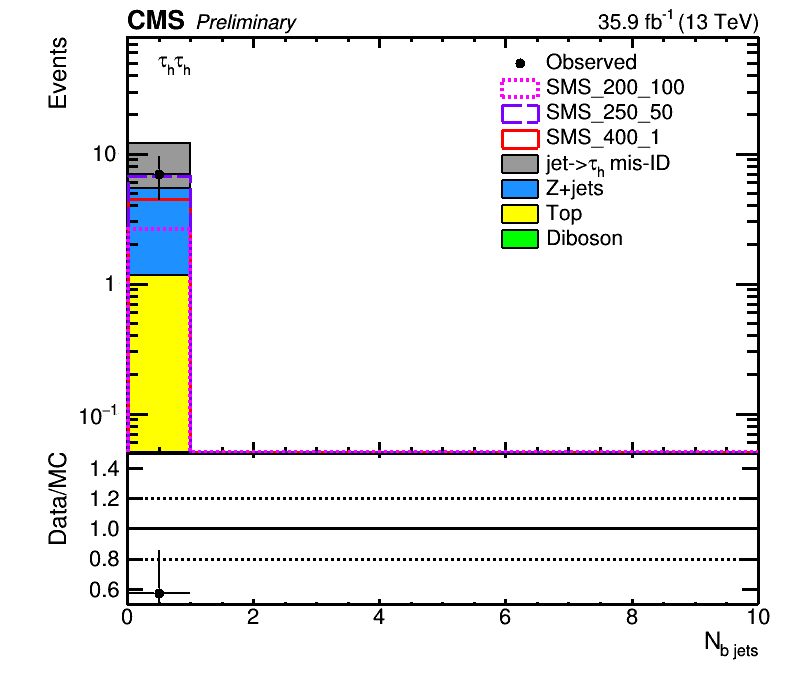 CMS Preliminary 35.9 fb⁻¹ (13 TeV)
Events
τₕτₕ
Observed
SMS_200_100
SMS_250_50
SMS_400_1
jet->τₕ mis-ID
Z+jets
Top
Diboson
10
1
10⁻¹
Data/MC
1.4
1.2
1.0
0.8
0.6
0 2 4 6 8 10
N_b jets